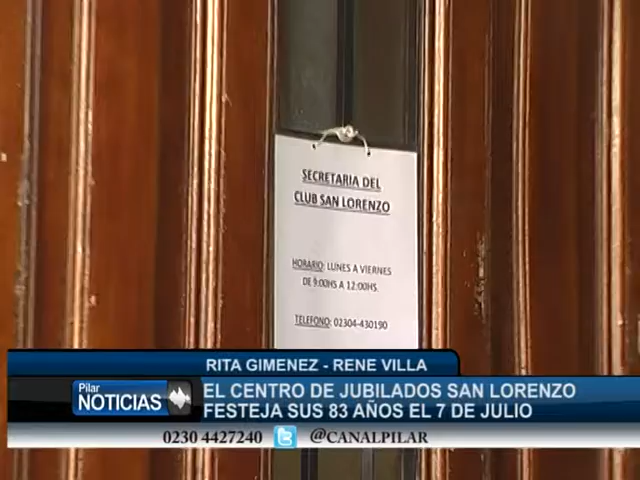 SECRETARIA DEL
CLUB SAN LORENZO
HORARIO: LUNES A VIERNES
DE 9:00HS A 12:00HS.
TELEFONO: 02304-430190
RITA GIMENEZ - RENE VILLA
Pilar
NOTICIAS
EL CENTRO DE JUBILADOS SAN LORENZO
FESTEJA SUS 83 AÑOS EL 7 DE JULIO
0230 4427240 @CANALPILAR